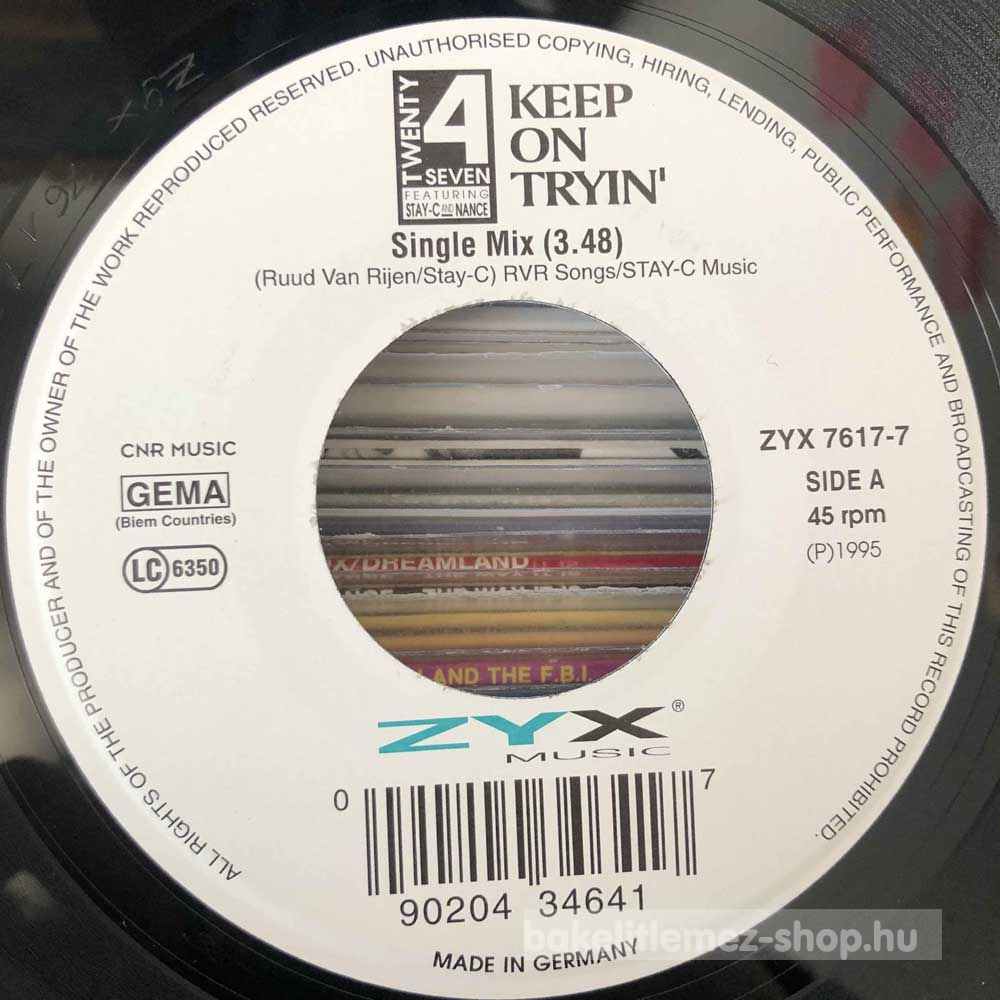 ALL RIGHTS OF THE PRODUCER AND OF THE OWNER OF THE WORK REPRODUCED RESERVED. UNAUTHORISED COPYING, HIRING, LENDING, PUBLIC PERFORMANCE AND BROADCASTING OF THIS RECORD PROHIBITED.
TWENTY 4 SEVEN
FEATURING
STAY-C AND NANCE
KEEP
ON
TRYIN'
Single Mix (3.48)
(Ruud Van Rijen/Stay-C) RVR Songs/STAY-C Music
CNR MUSIC
GEMA
(Biem Countries)
LC 6350
ZYX 7617-7
SIDE A
45 rpm
(P)1995
X/DREAMLAND
AND THE F.B.I.
ZYX®
MUSIC
0 90204 34641 7
MADE IN GERMANY
bakelitlemez-shop.hu